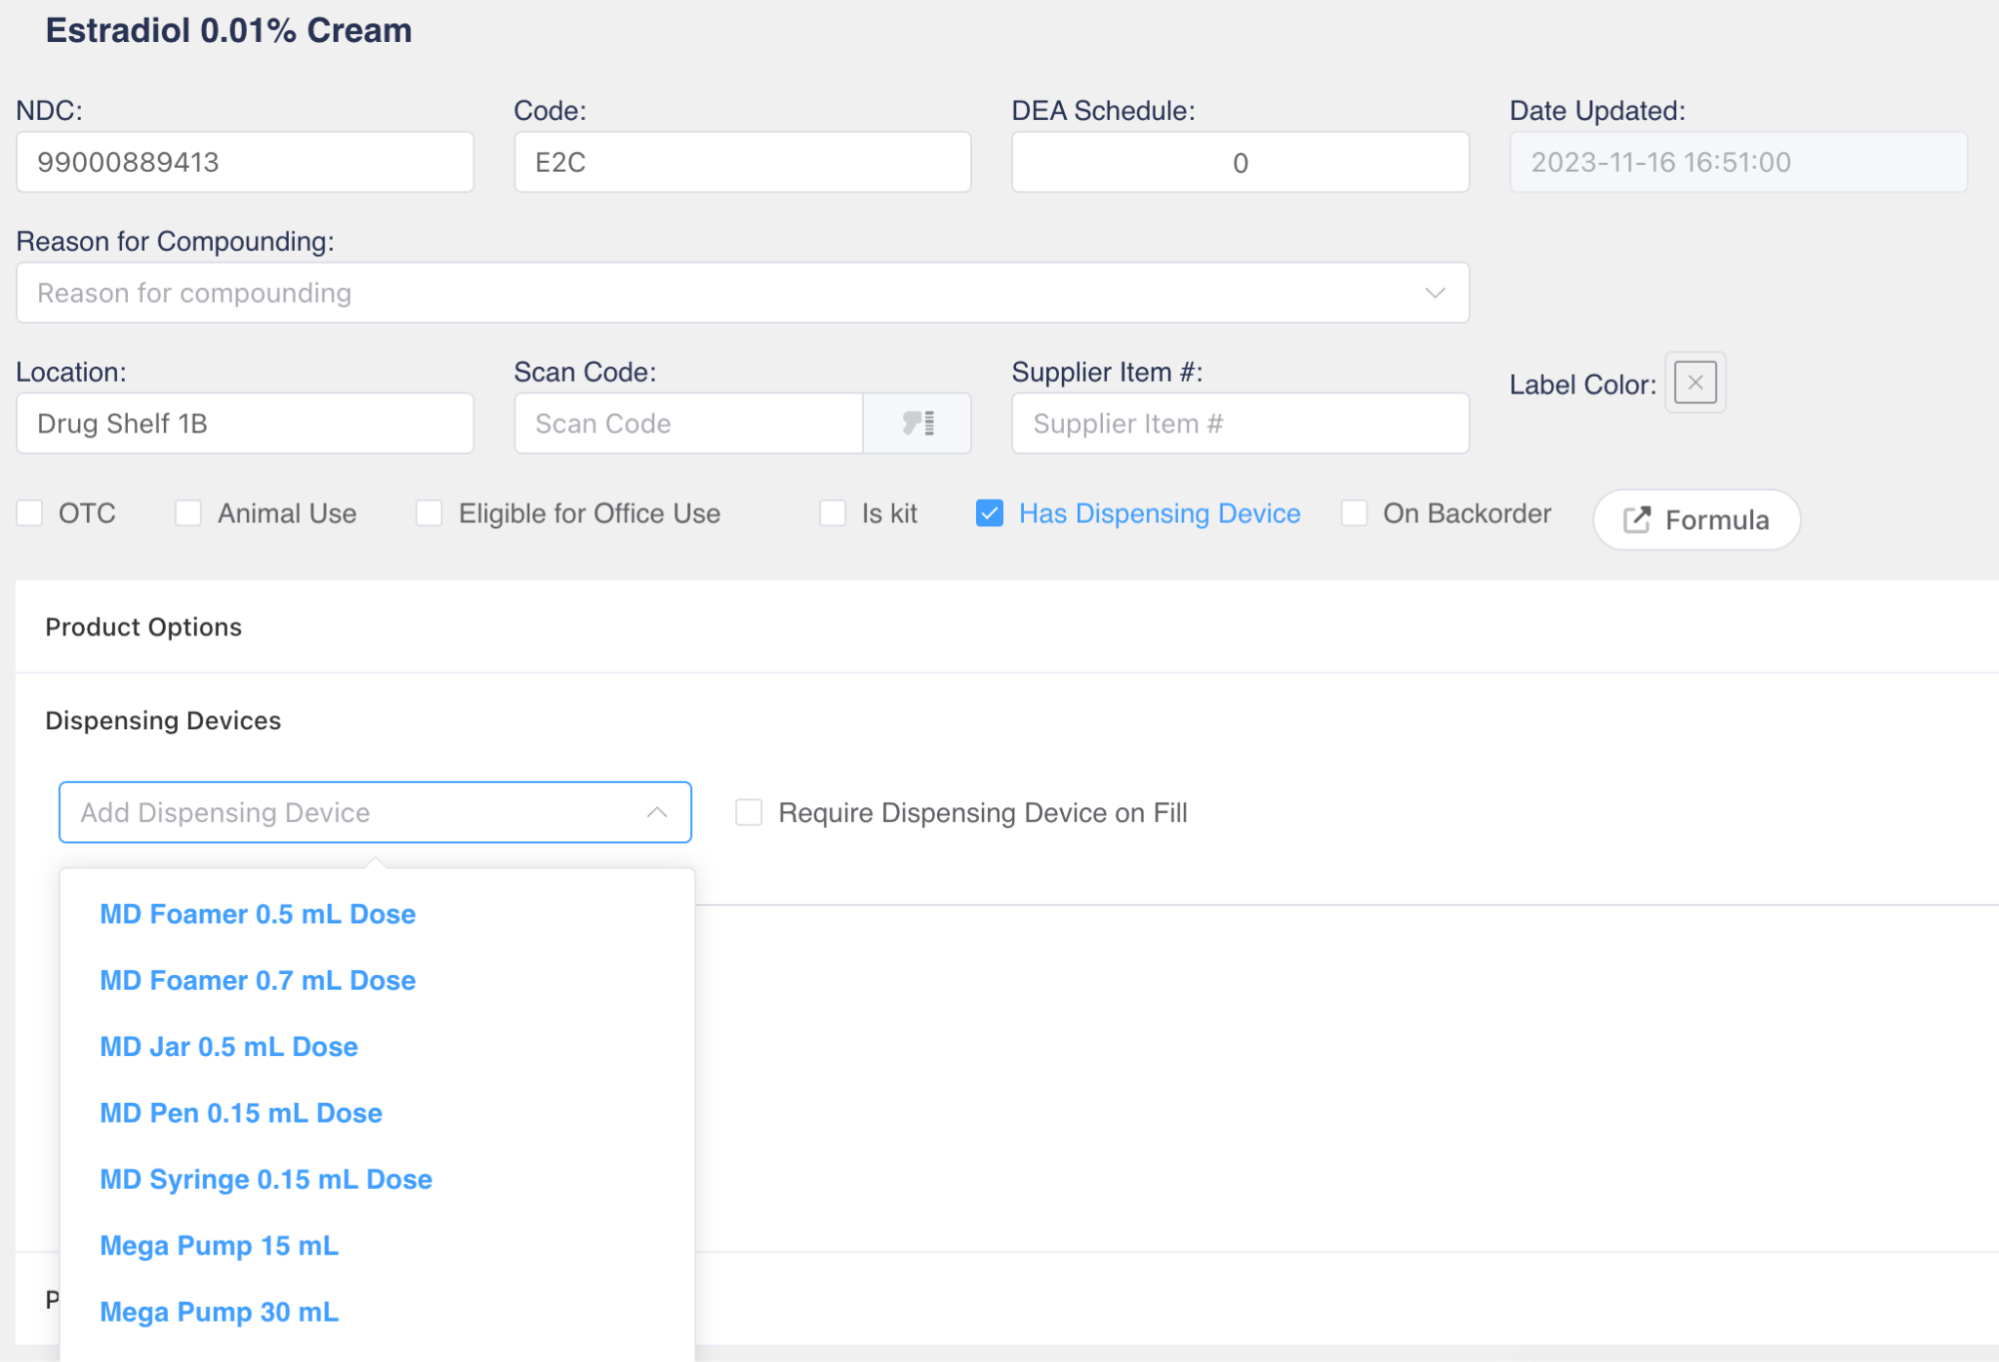 Estradiol 0.01% Cream
NDC: Code: DEA Schedule: Date Updated:
99000889413 E2C 0 2023-11-16 16:51:00
Reason for Compounding:
Reason for compounding
Location: Scan Code: Supplier Item #: Label Color:
Drug Shelf 1B Scan Code Supplier Item #
OTC Animal Use Eligible for Office Use Is kit Has Dispensing Device On Backorder Formula
Product Options
Dispensing Devices
Add Dispensing Device Require Dispensing Device on Fill
MD Foamer 0.5 mL Dose
MD Foamer 0.7 mL Dose
MD Jar 0.5 mL Dose
MD Pen 0.15 mL Dose
MD Syringe 0.15 mL Dose
Mega Pump 15 mL
Mega Pump 30 mL